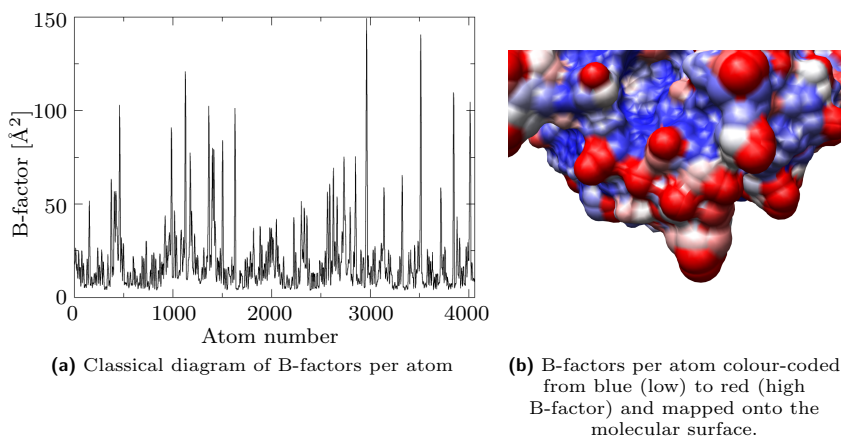 150
100
50
0
B-factor [Å²]
0 1000 2000 3000 4000
Atom number
(a) Classical diagram of B-factors per atom
(b) B-factors per atom colour-coded
from blue (low) to red (high
B-factor) and mapped onto the
molecular surface.